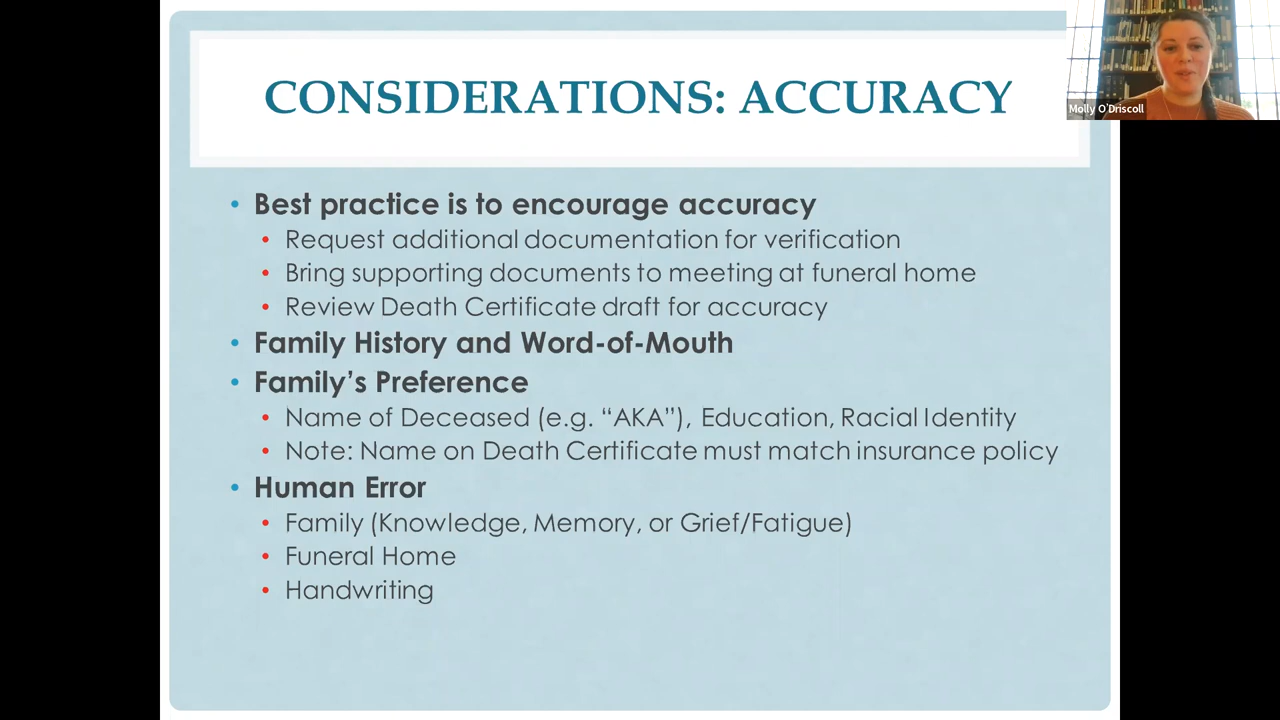 CONSIDERATIONS: ACCURACY
Molly O'Driscoll
• Best practice is to encourage accuracy
• Request additional documentation for verification
• Bring supporting documents to meeting at funeral home
• Review Death Certificate draft for accuracy
• Family History and Word-of-Mouth
• Family’s Preference
• Name of Deceased (e.g. “AKA”), Education, Racial Identity
• Note: Name on Death Certificate must match insurance policy
• Human Error
• Family (Knowledge, Memory, or Grief/Fatigue)
• Funeral Home
• Handwriting